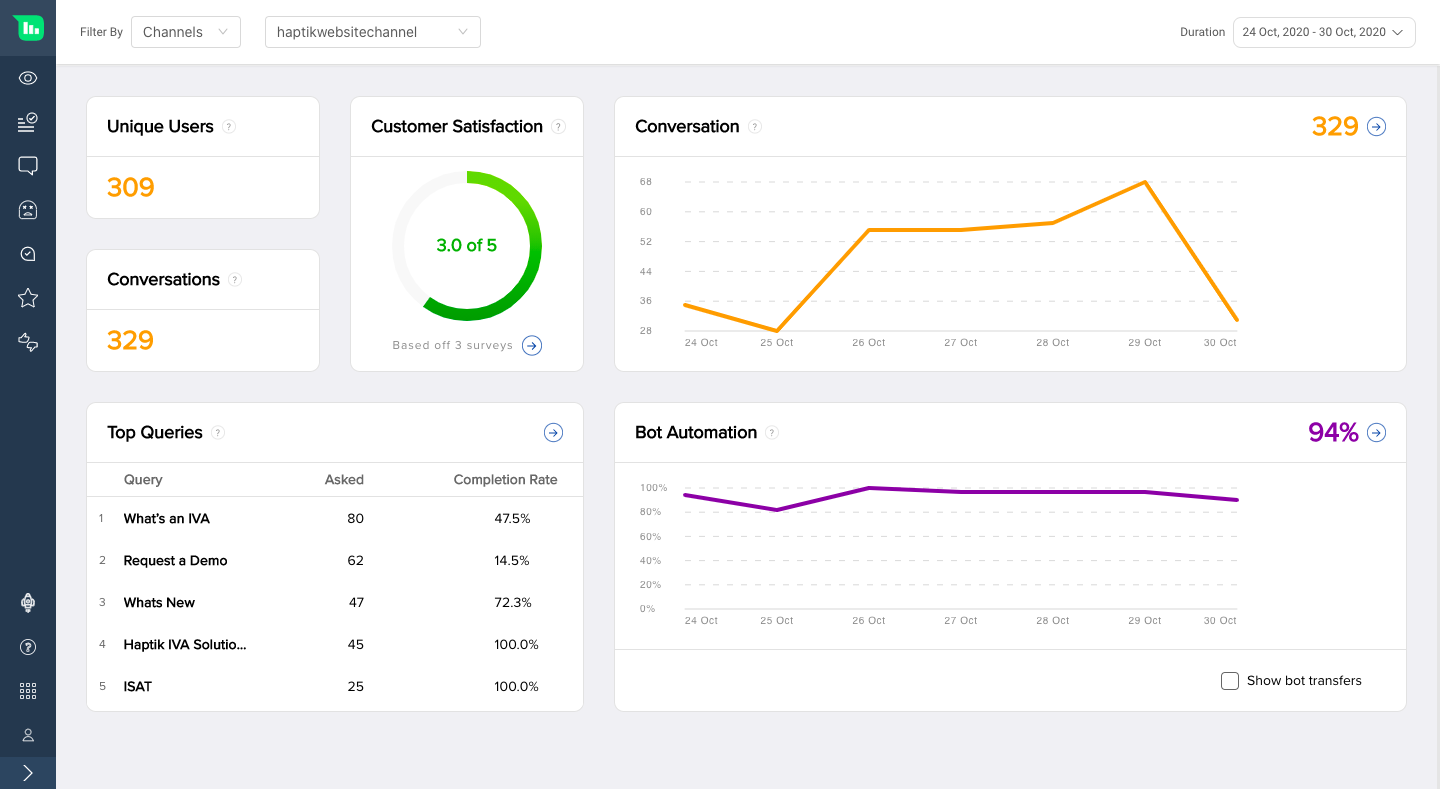 Filter By Channels haptikwebsitechannel Duration 24 Oct, 2020 - 30 Oct, 2020
Unique Users ?
309
Conversations ?
329
Customer Satisfaction ?
3.0 of 5
Based off 3 surveys
Conversation ? 329
68
60
52
44
36
28
24 Oct 25 Oct 26 Oct 27 Oct 28 Oct 29 Oct 30 Oct
Top Queries ?
Query Asked Completion Rate
1 What's an IVA 80 47.5%
2 Request a Demo 62 14.5%
3 Whats New 47 72.3%
4 Haptik IVA Solutio... 45 100.0%
5 ISAT 25 100.0%
Bot Automation ? 94%
100%
80%
60%
40%
20%
0%
24 Oct 25 Oct 26 Oct 27 Oct 28 Oct 29 Oct 30 Oct
Show bot transfers